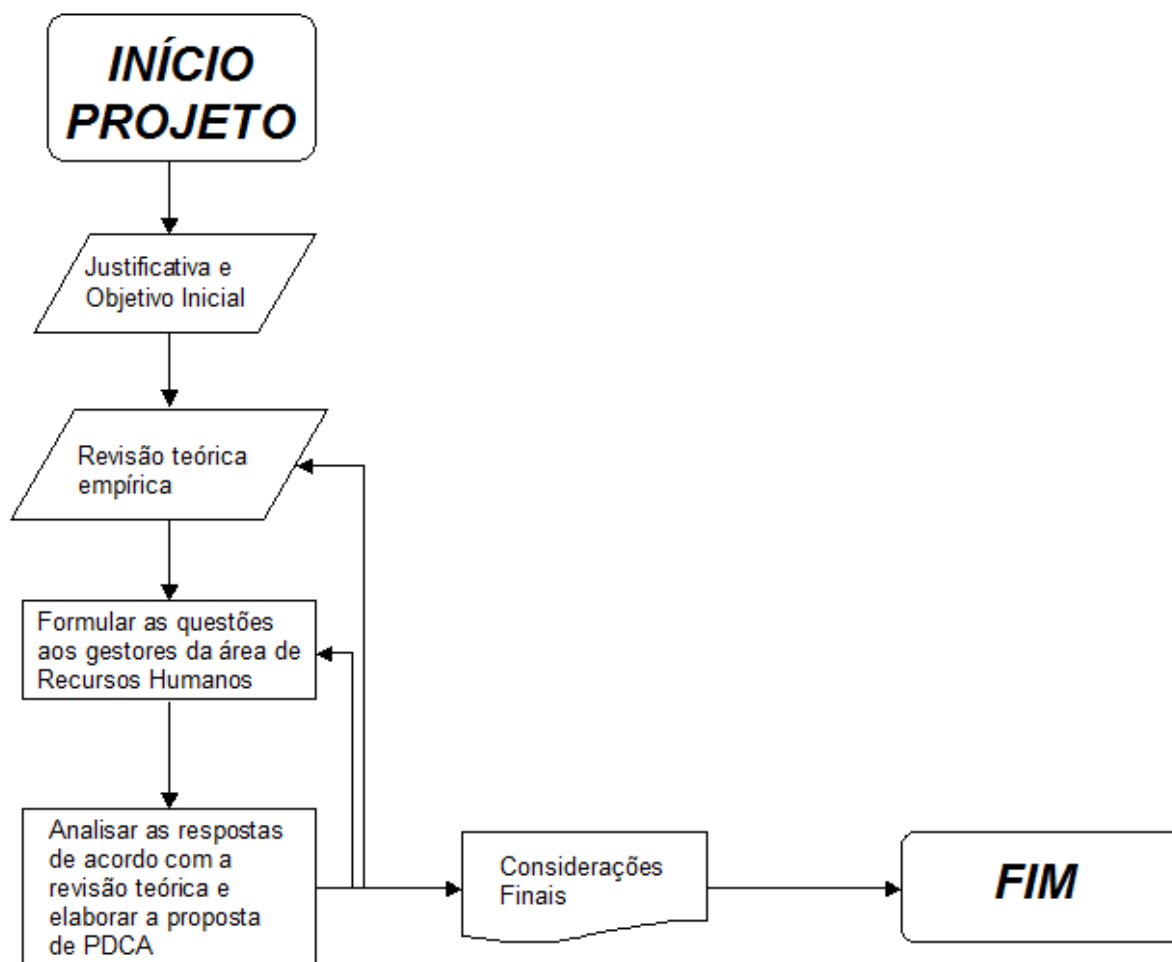 INÍCIO
PROJETO
Justificativa e
Objetivo Inicial
Revisão teórica
empírica
Formular as questões
aos gestores da área de
Recursos Humanos
Analisar as respostas
de acordo com a
revisão teórica e
elaborar a proposta
de PDCA
Considerações
Finais
FIM